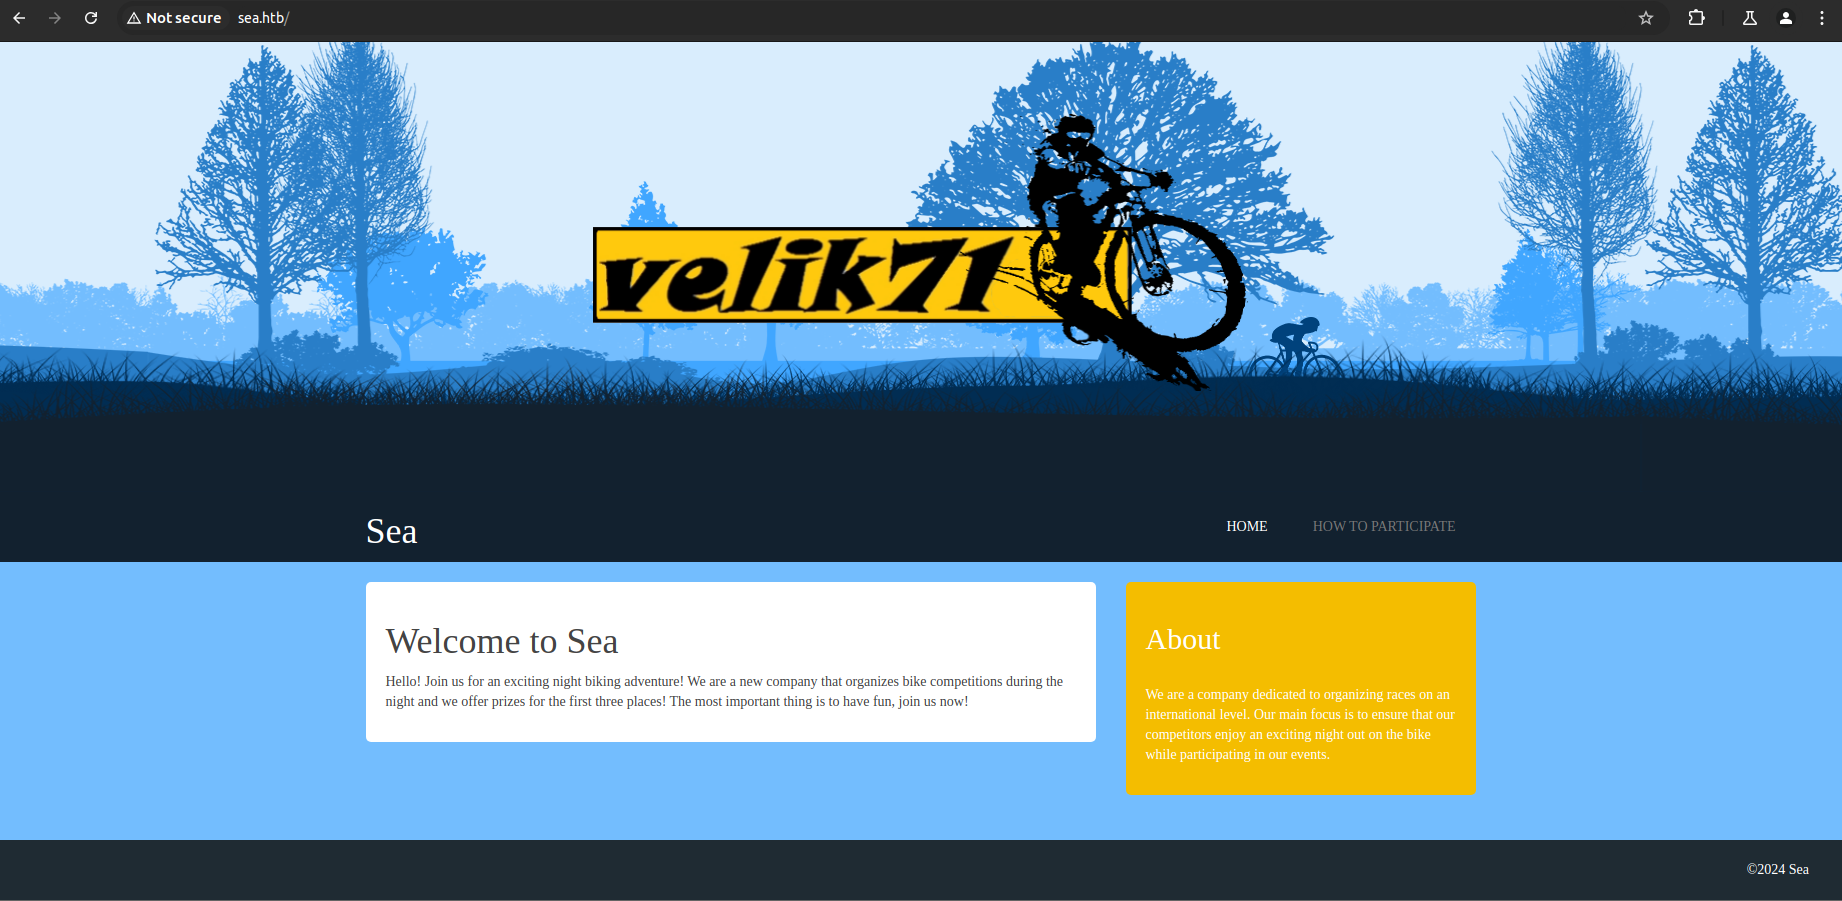 Not secure sea.htb/
velik71
Sea
HOME HOW TO PARTICIPATE
Welcome to Sea
Hello! Join us for an exciting night biking adventure! We are a new company that organizes bike competitions during the
night and we offer prizes for the first three places! The most important thing is to have fun, join us now!
About
We are a company dedicated to organizing races on an
international level. Our main focus is to ensure that our
competitors enjoy an exciting night out on the bike
while participating in our events.
©2024 Sea